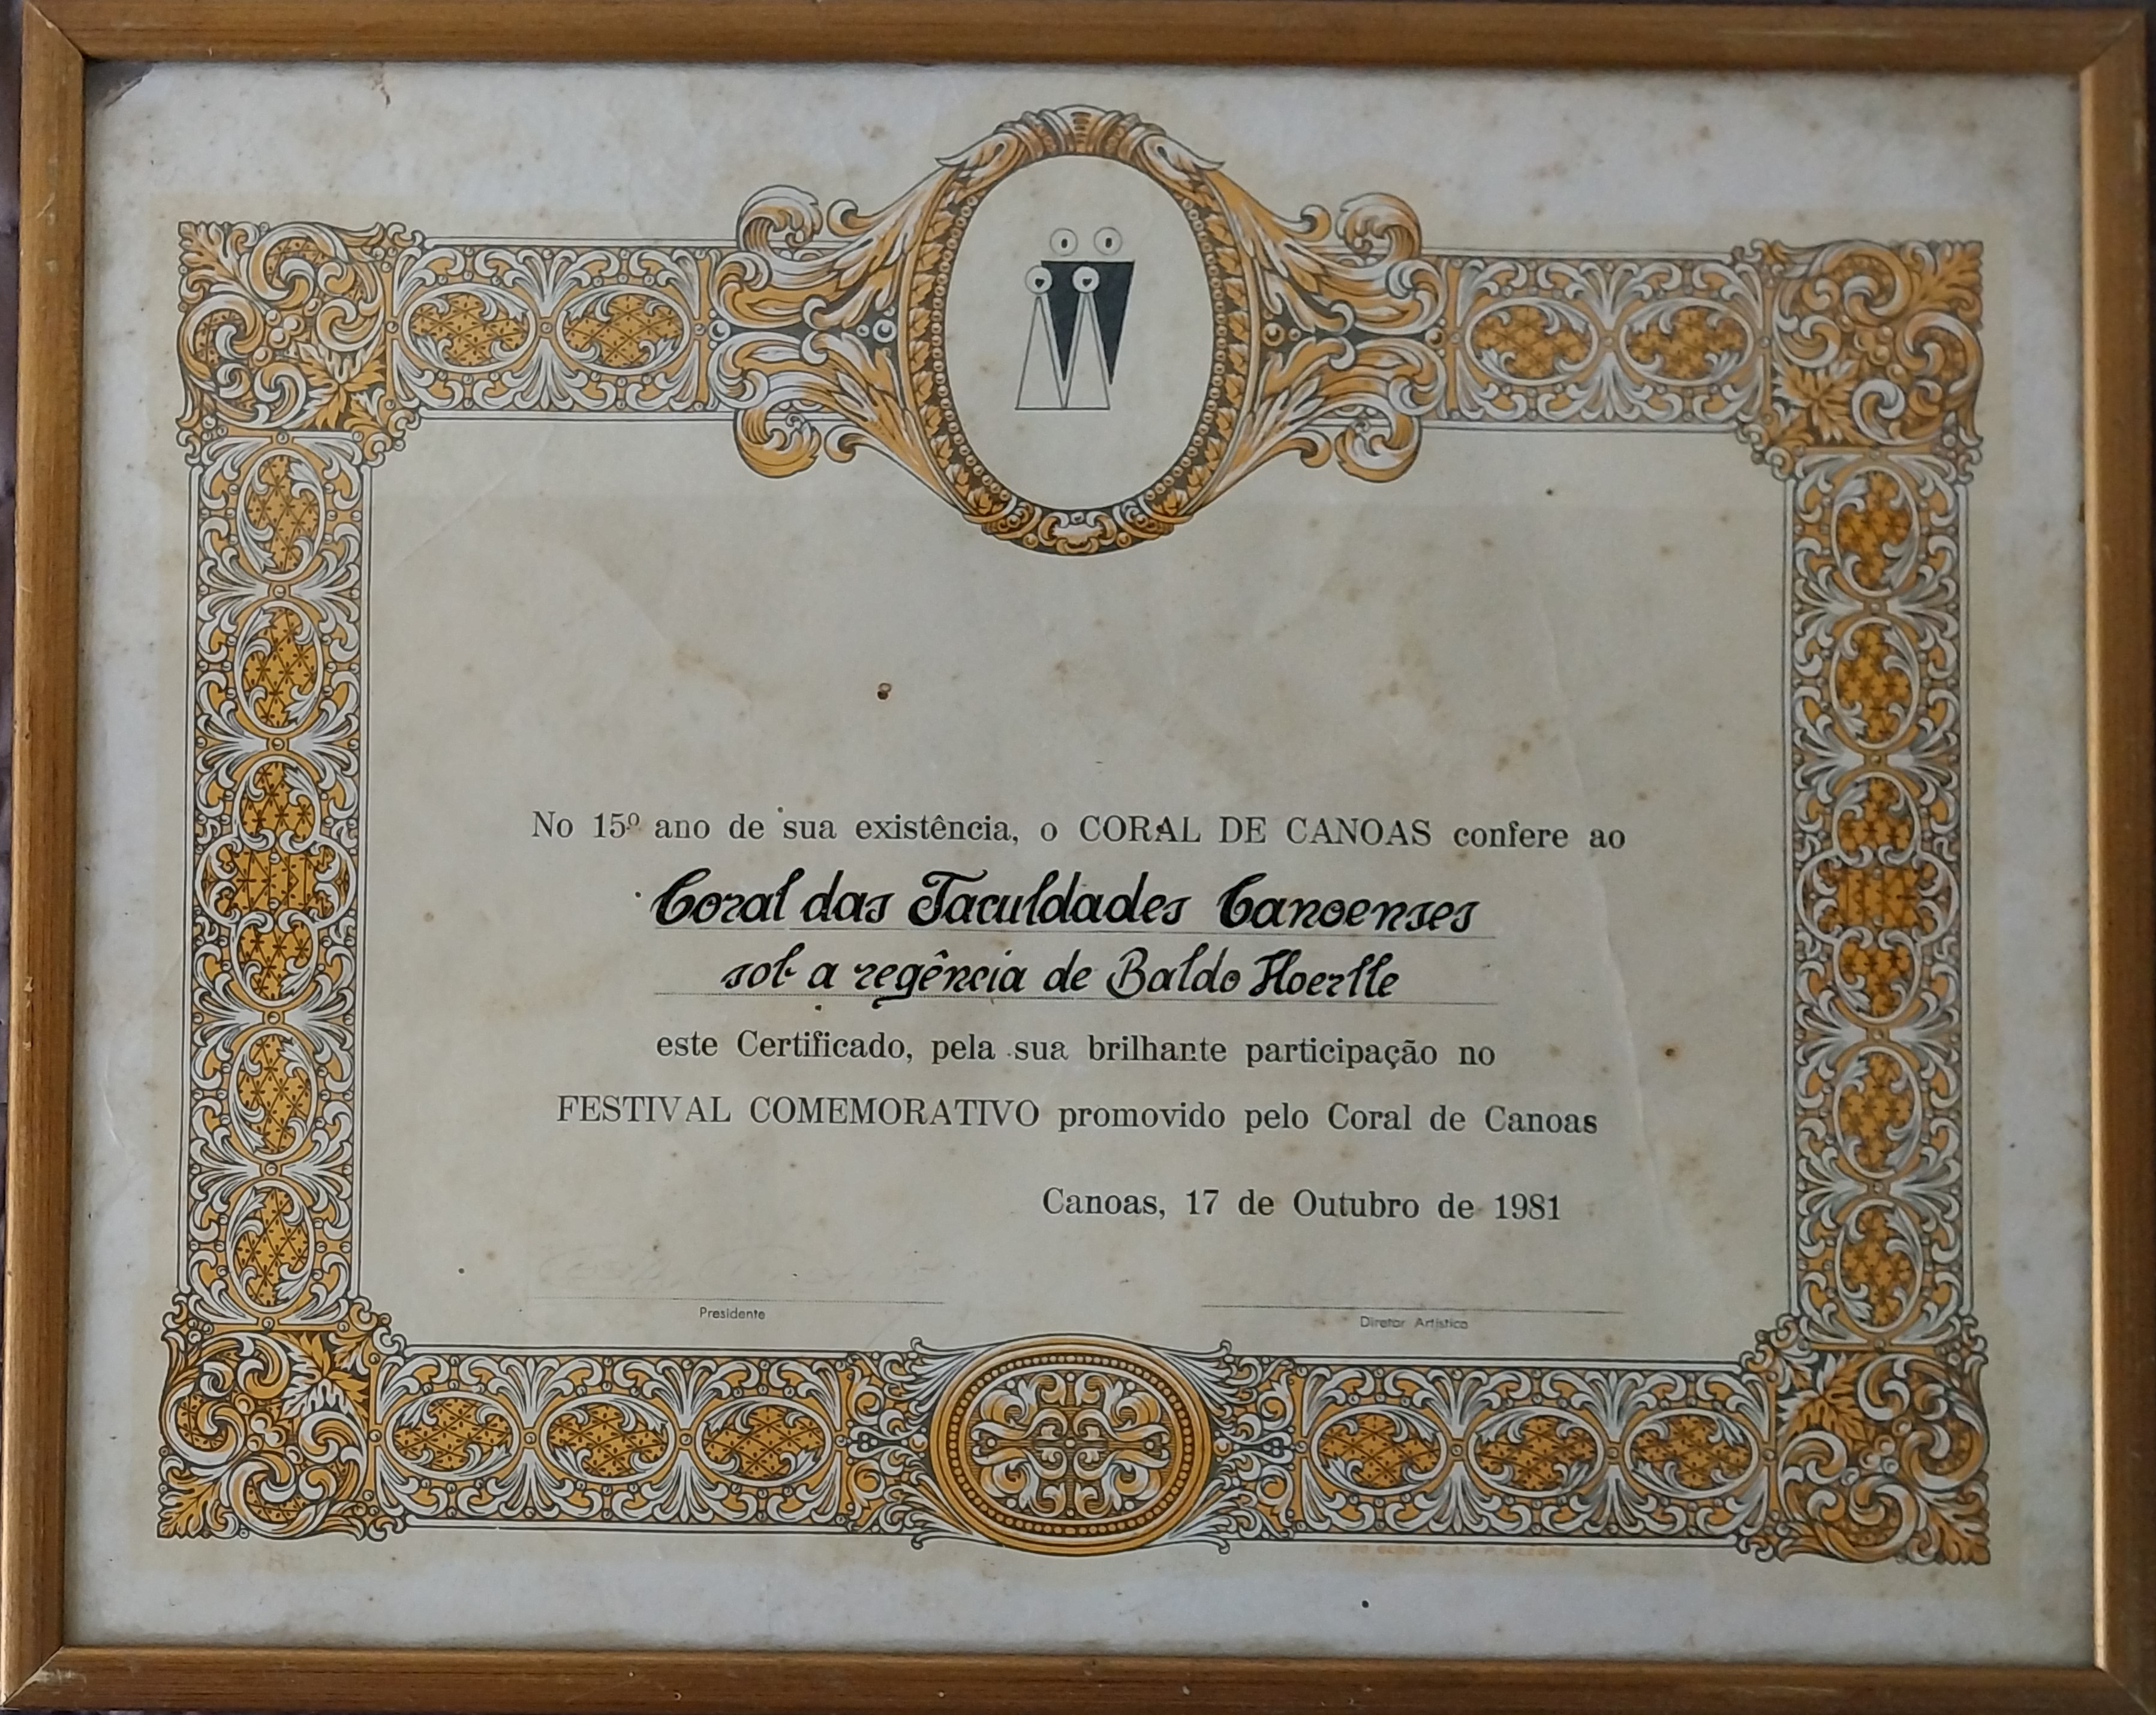 No 15º ano de sua existência, o CORAL DE CANOAS confere ao
Coral das Faculdades Canoenses
sob a regência de Baldo Hoerlle
este Certificado, pela sua brilhante participação no
FESTIVAL COMEMORATIVO promovido pelo Coral de Canoas
Canoas, 17 de Outubro de 1981
Presidente
Diretor Artístico